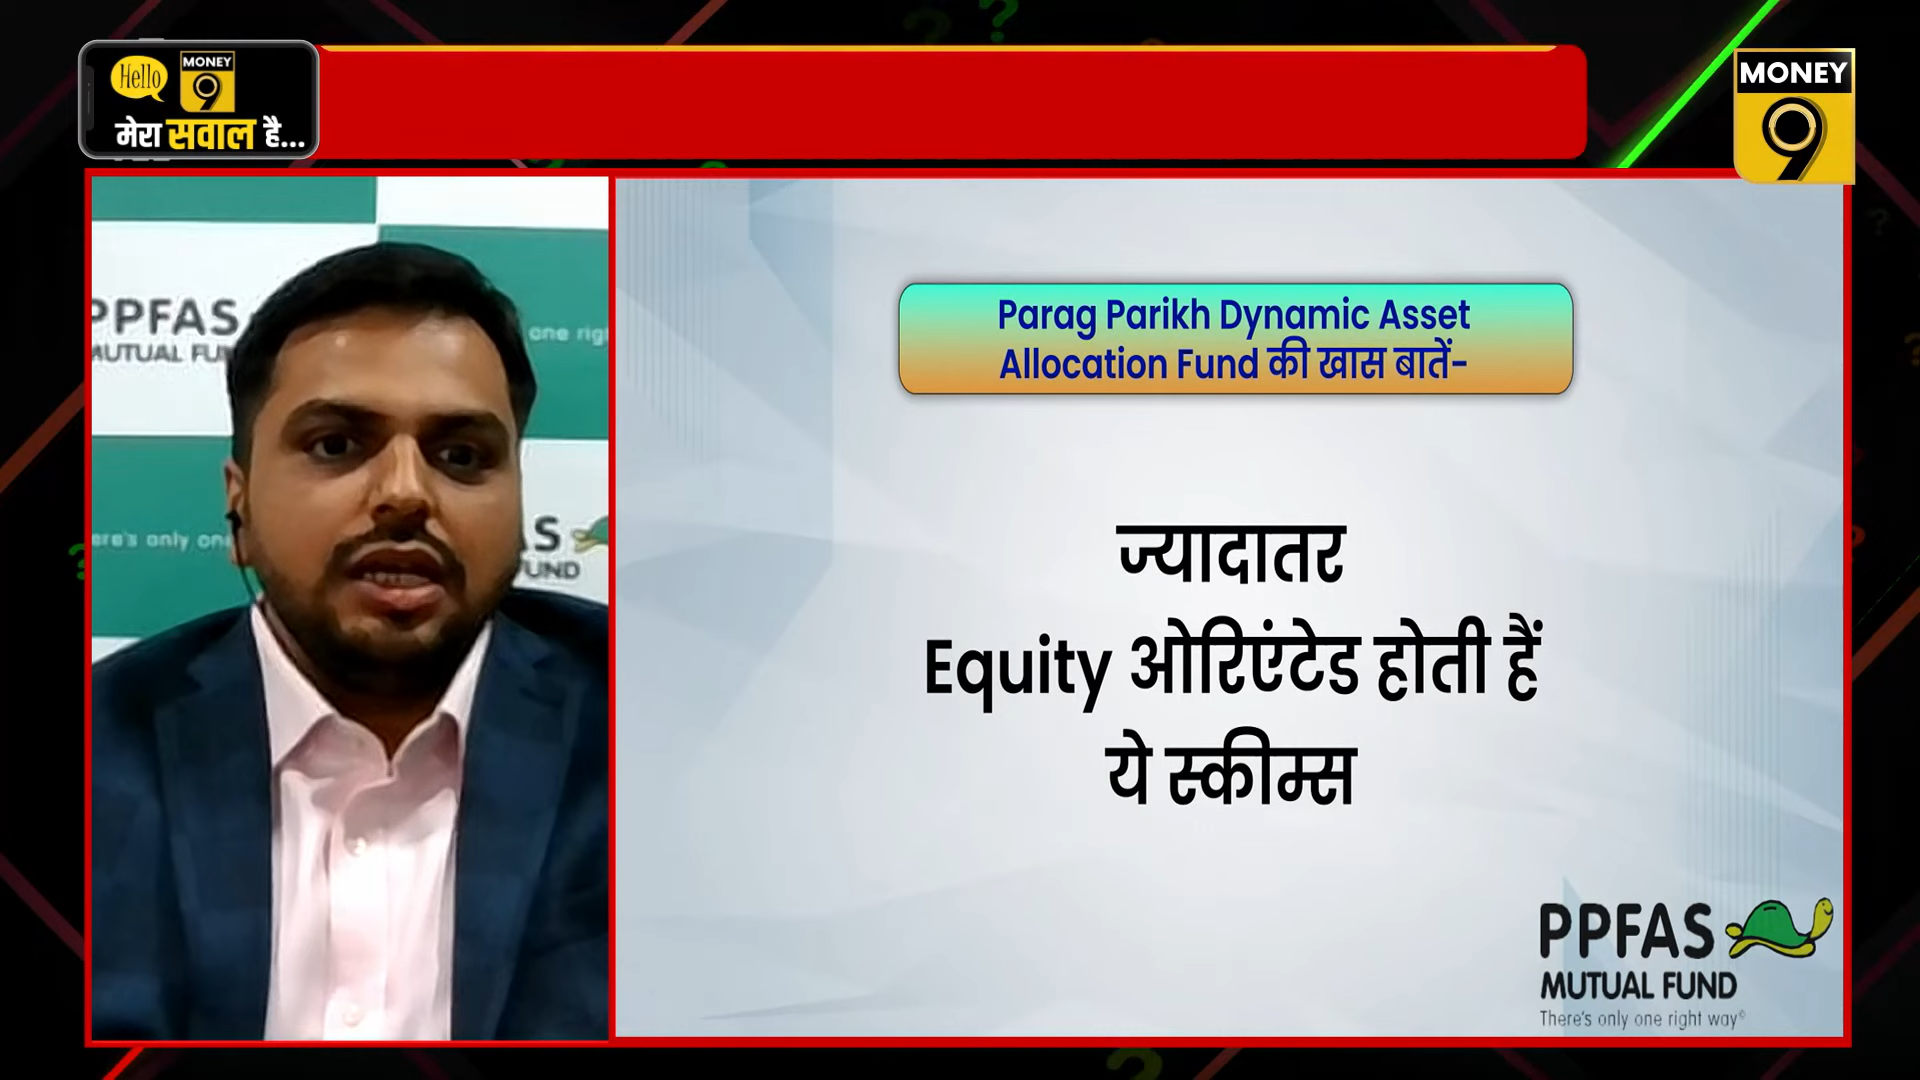 Hello
MONEY
9
मेरा सवाल है...
MONEY
9
PPFAS
MUTUAL FU
one rig
ere's only on
S
FUND
Parag Parikh Dynamic Asset
Allocation Fund की खास बातें-
ज्यादातर
Equity ओरिएंटेड होती हैं
ये स्कीम्स
PPFAS
MUTUAL FUND
There's only one right way©